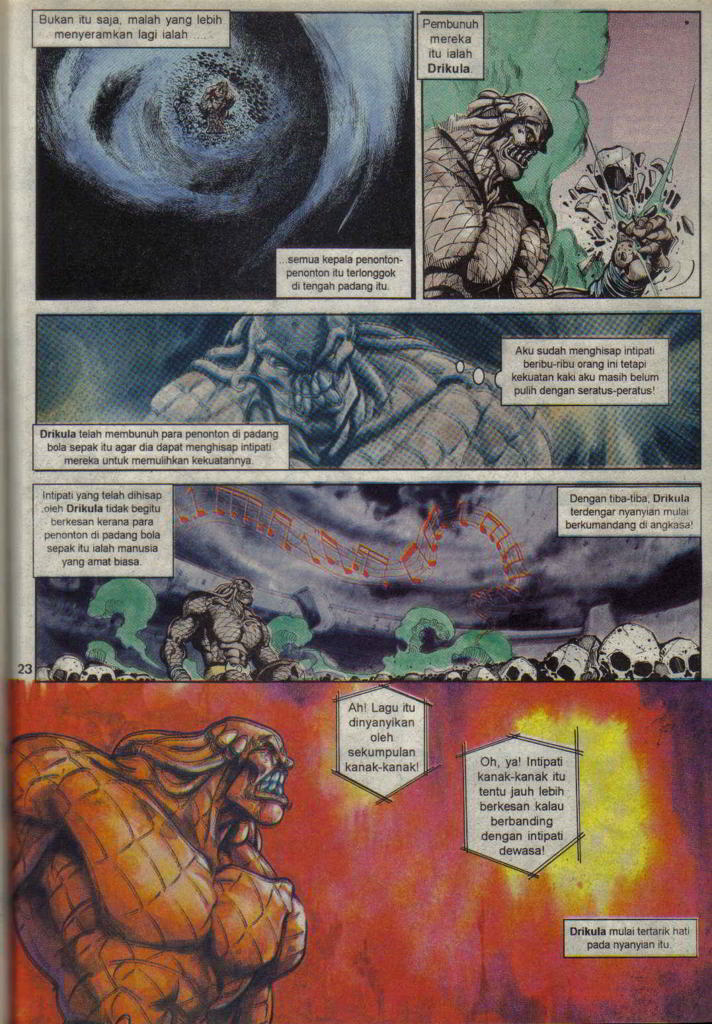 Bukan itu saja, malah yang lebih
menyeramkan lagi ialah .....
Pembunuh
mereka
itu ialah
Drikula.
...semua kepala penonton-
penonton itu terlonggok
di tengah padang itu.
Aku sudah menghisap intipati
beribu-ribu orang ini tetapi
kekuatan kaki aku masih belum
pulih dengan seratus-peratus!
Drikula telah membunuh para penonton di padang
bola sepak itu agar dia dapat menghisap intipati
mereka untuk memulihkan kekuatannya.
Intipati yang telah dihisap
oleh Drikula tidak begitu
berkesan kerana para
penonton di padang bola
sepak itu ialah manusia
yang amat biasa.
Dengan tiba-tiba, Drikula
terdengar nyanyian mulai
berkumandang di angkasa!
23
Ah! Lagu itu
dinyanyikan
oleh
sekumpulan
kanak-kanak!
Oh, ya! Intipati
kanak-kanak itu
tentu jauh lebih
berkesan kalau
berbanding
dengan intipati
dewasa!
Drikula mulai tertarik hati
pada nyanyian itu.